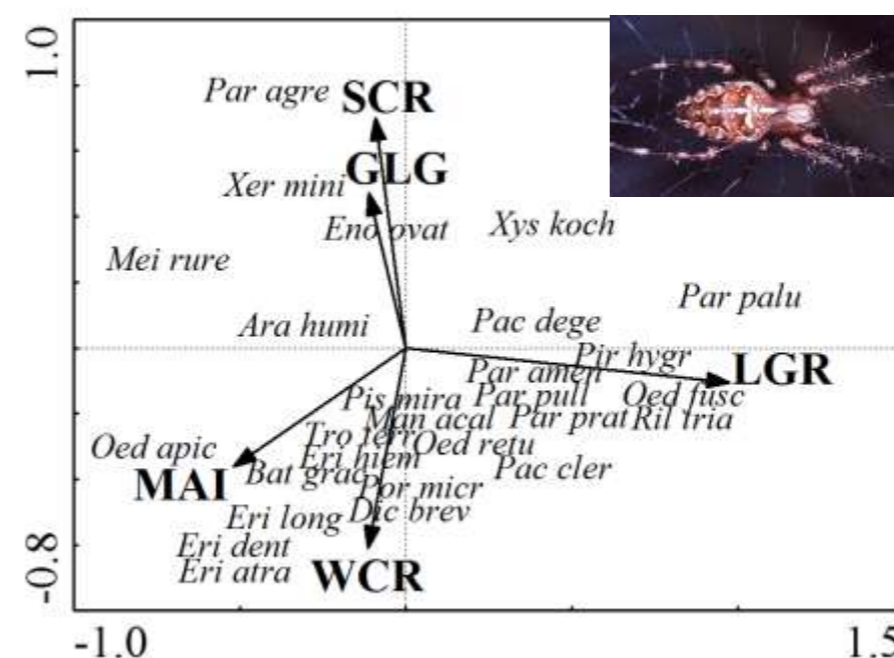 1.0
Par agre SCR
Xer mini GLG
Eno ovat Xys koch
Mei rure
Par palu
Ara humi Pac dege
Pir hygr
Par amen LGR
Pis mira Par pull Oed fusc
Man acal Par prat Ril tria
Oed apic Tro terr Oed retu
Eri hiem Pac cler
MAI Bat grac Por micr
Eri long Dic brev
Eri dent
-0.8 Eri atra WCR
-1.0 1.5